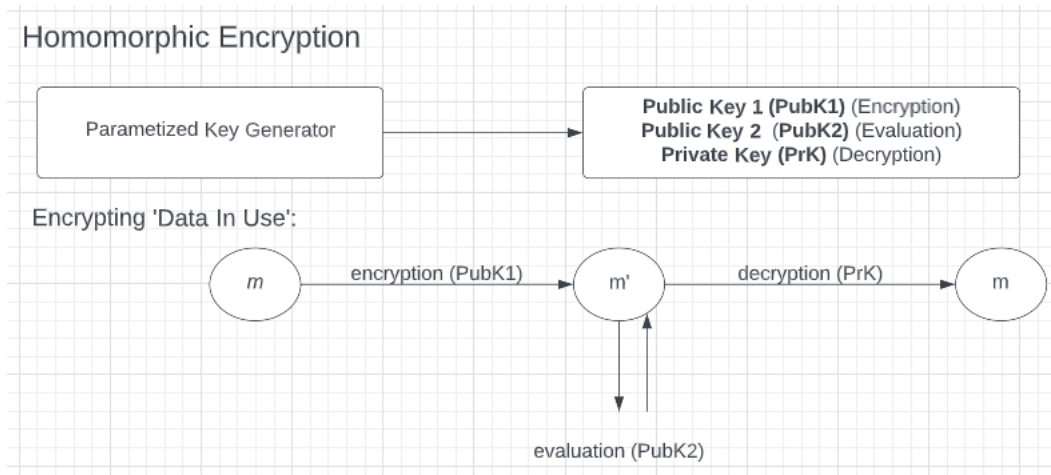 Homomorphic Encryption
Parametized Key Generator
Public Key 1 (PubK1) (Encryption)
Public Key 2 (PubK2) (Evaluation)
Private Key (PrK) (Decryption)
Encrypting 'Data In Use':
m
encryption (PubK1)
m'
decryption (PrK)
m
evaluation (PubK2)